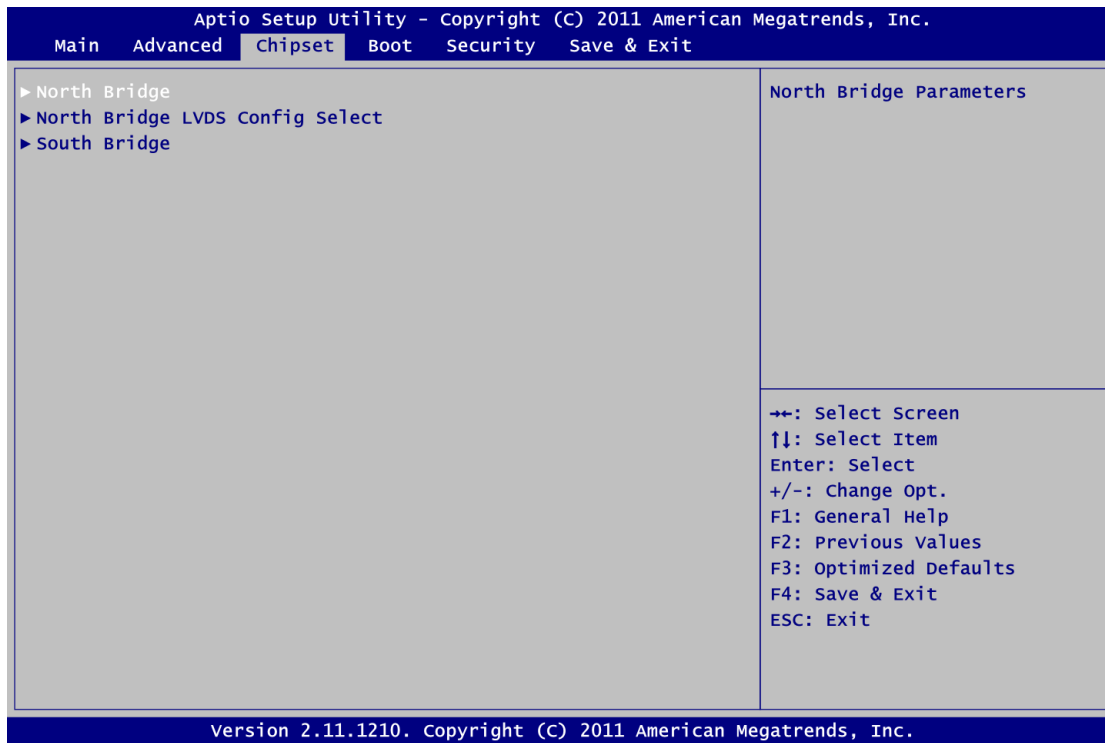 Aptio Setup Utility - Copyright (C) 2011 American Megatrends, Inc.
Main Advanced Chipset Boot Security Save & Exit
►North Bridge
►North Bridge LVDS Config Select
►South Bridge
North Bridge Parameters
→←: Select Screen
↑↓: Select Item
Enter: Select
+/-: Change Opt.
F1: General Help
F2: Previous Values
F3: Optimized Defaults
F4: Save & Exit
ESC: Exit
Version 2.11.1210. Copyright (C) 2011 American Megatrends, Inc.